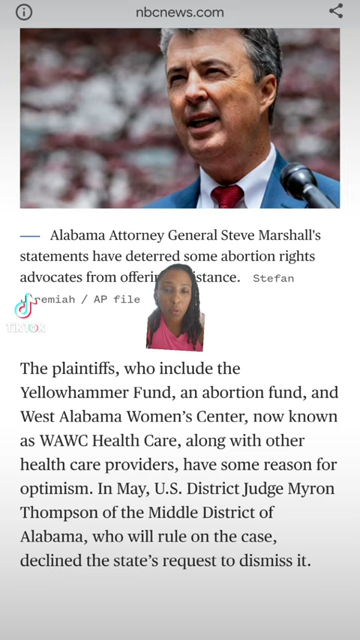 nbcnews.com
Alabama Attorney General Steve Marshall's
statements have deterred some abortion rights
advocates from offerin istance. Stefan
remiah / AP file
TikTok
The plaintiffs, who include the
Yellowhammer Fund, an abortion fund, and
West Alabama Women's Center, now known
as WAWC Health Care, along with other
health care providers, have some reason for
optimism. In May, U.S. District Judge Myron
Thompson of the Middle District of
Alabama, who will rule on the case,
declined the state's request to dismiss it.